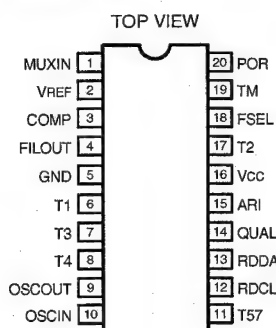 TOP VIEW
MUXIN 1 20 POR
VREF 2 19 TM
COMP 3 18 FSEL
FILOUT 4 17 T2
GND 5 16 VCC
T1 6 15 ARI
T3 7 14 QUAL
T4 8 13 RDDA
OSCOUT 9 12 RDCL
OSCIN 10 11 T57